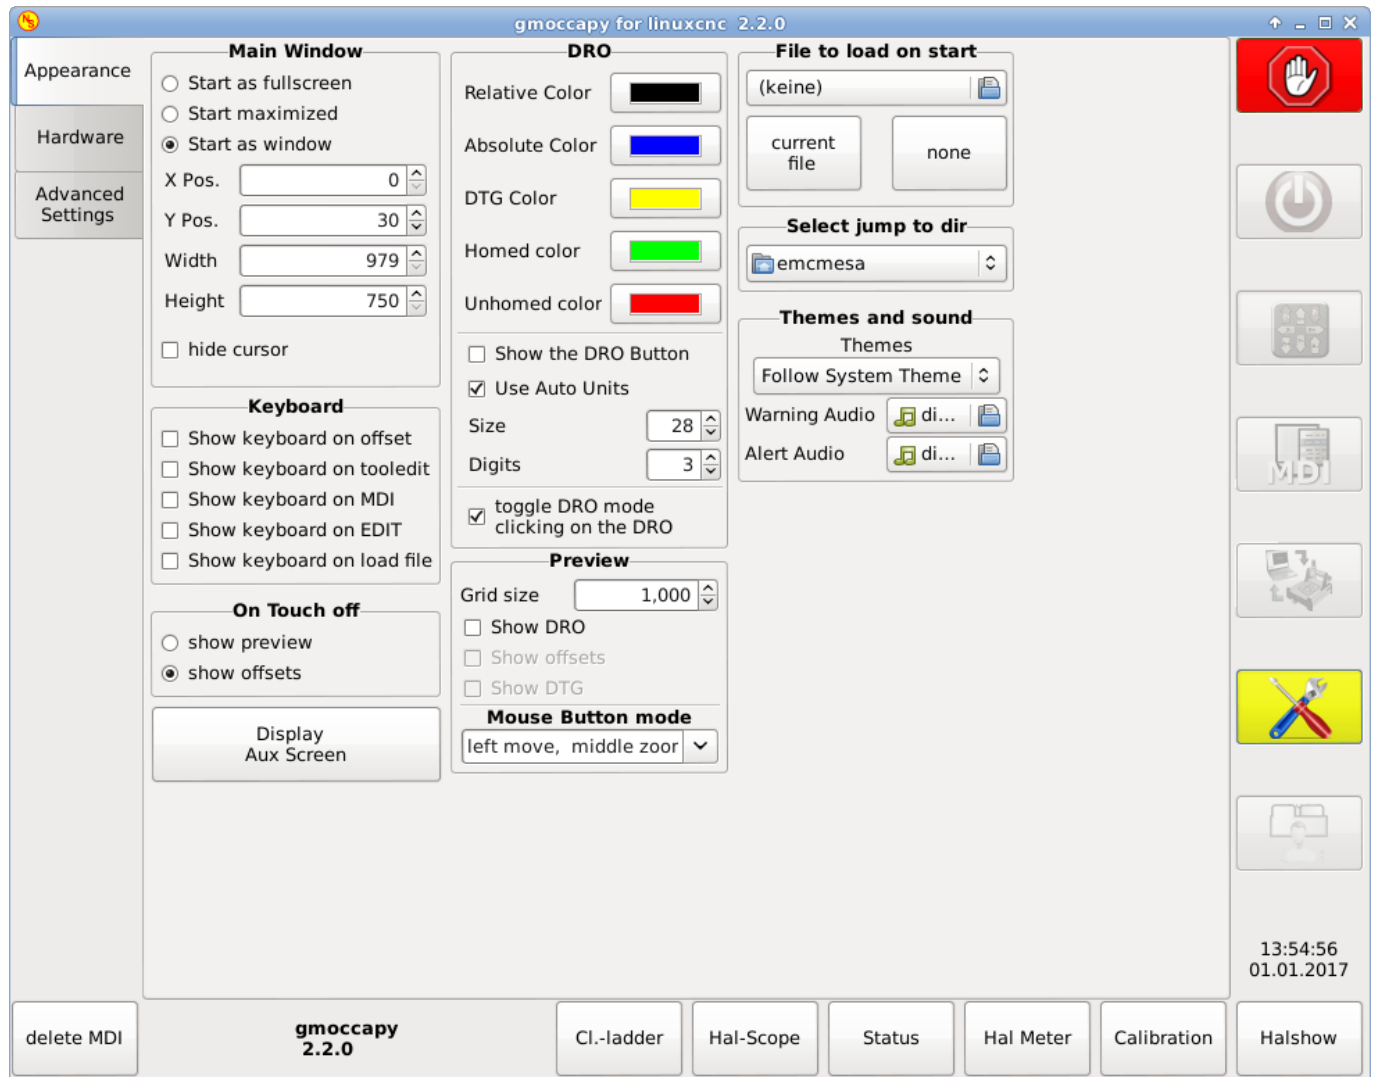 gmoccapy for linuxcnc 2.2.0
Appearance
Hardware
Advanced
Settings
Main Window
Start as fullscreen
Start maximized
Start as window
X Pos. 0
Y Pos. 30
Width 979
Height 750
hide cursor
Keyboard
Show keyboard on offset
Show keyboard on tooledit
Show keyboard on MDI
Show keyboard on EDIT
Show keyboard on load file
On Touch off
show preview
show offsets
Display
Aux Screen
DRO
Relative Color
Absolute Color
DTG Color
Homed color
Unhomed color
Show the DRO Button
Use Auto Units
Size 28
Digits 3
toggle DRO mode
clicking on the DRO
Preview
Grid size 1,000
Show DRO
Show offsets
Show DTG
Mouse Button mode
left move, middle zoor
File to load on start
(keine)
current
file
none
Select jump to dir
emcmesa
Themes and sound
Themes
Follow System Theme
Warning Audio di...
Alert Audio di...
MDI
13:54:56
01.01.2017
delete MDI
gmoccapy
2.2.0
Cl.-ladder
Hal-Scope
Status
Hal Meter
Calibration
Halshow